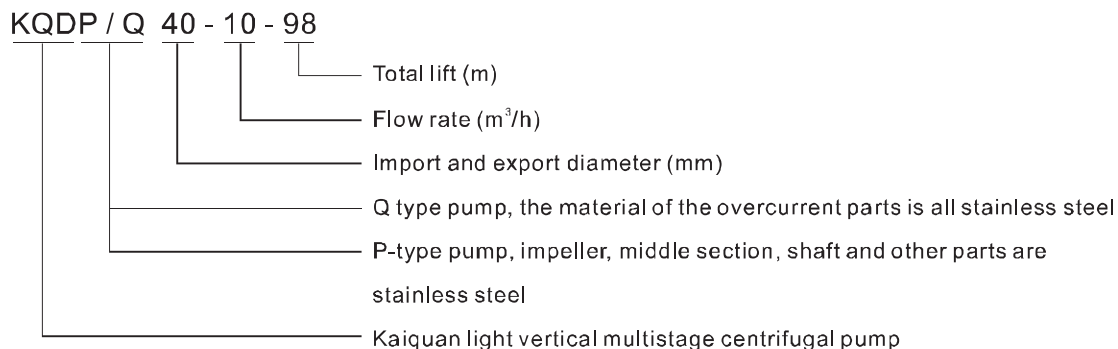 KQDP / Q 40 - 10 - 98
Total lift (m)
Flow rate (m³/h)
Import and export diameter (mm)
Q type pump, the material of the overcurrent parts is all stainless steel
P-type pump, impeller, middle section, shaft and other parts are
stainless steel
Kaiquan light vertical multistage centrifugal pump